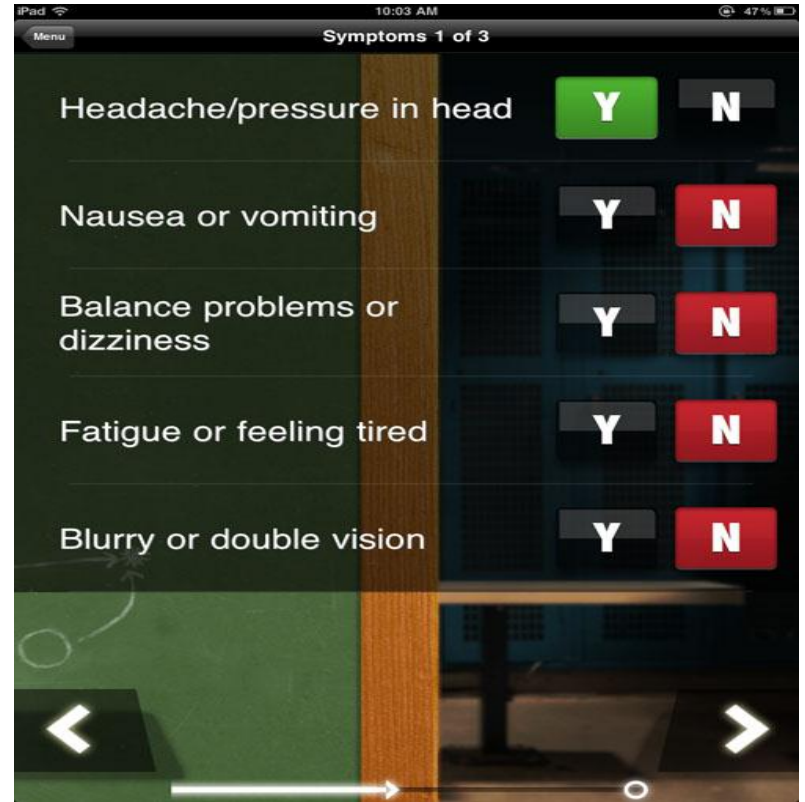 iPad 10:03 AM 47%
Menu Symptoms 1 of 3
Headache/pressure in head Y N
Nausea or vomiting Y N
Balance problems or
dizziness Y N
Fatigue or feeling tired Y N
Blurry or double vision Y N